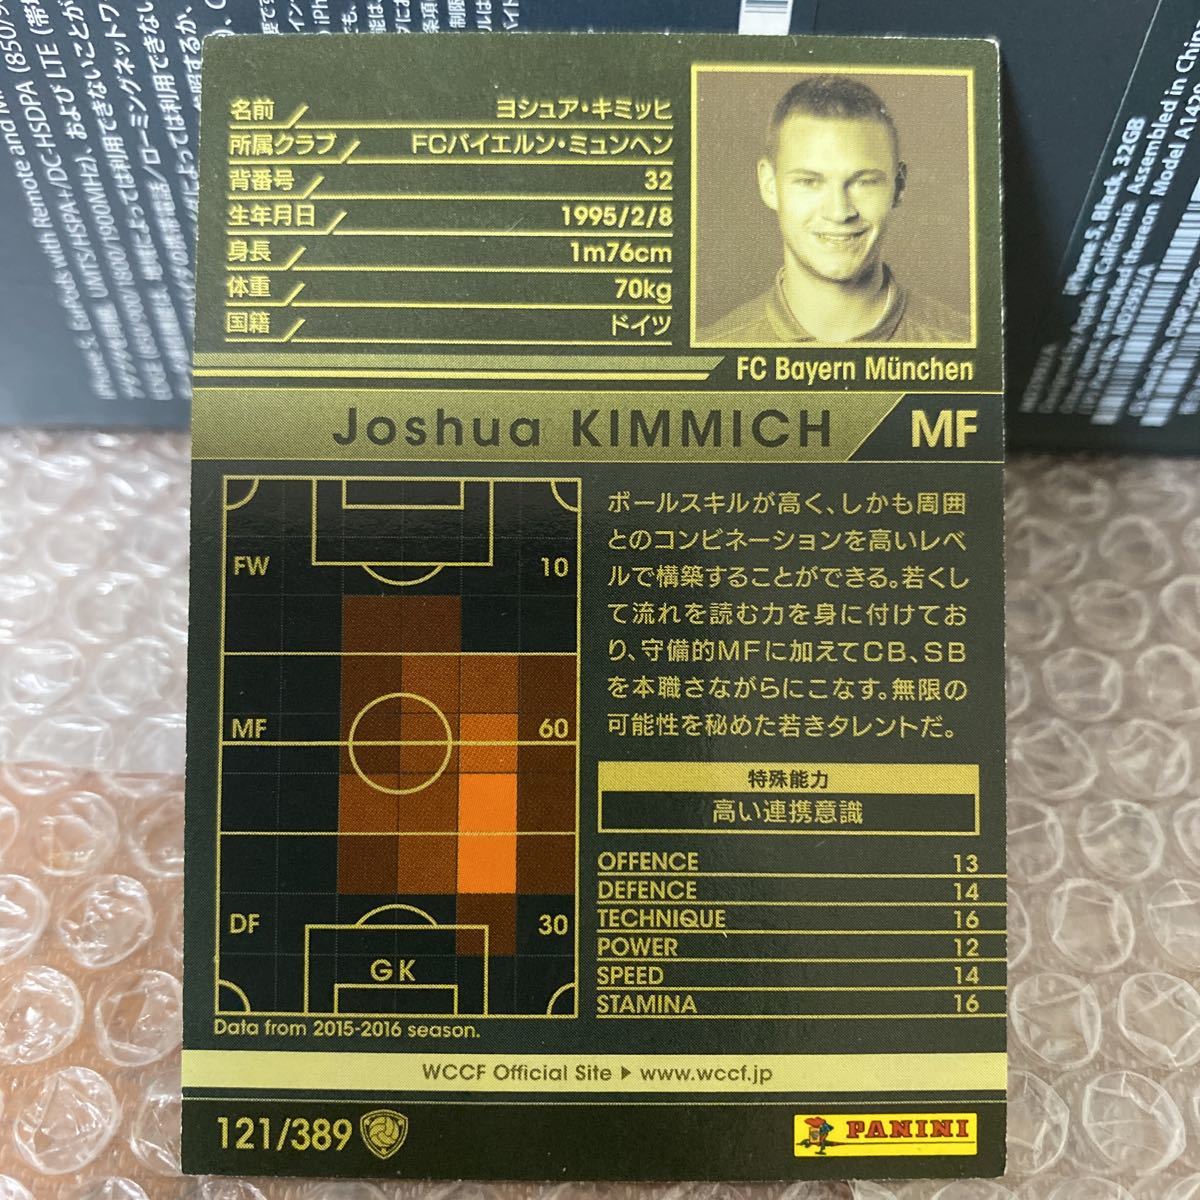 名前 ヨシュア・キミッヒ
所属クラブ FCバイエルン・ミュンヘン
背番号 32
生年月日 1995/2/8
身長 1m76cm
体重 70kg
国籍 ドイツ
FC Bayern München
Joshua KIMMICH MF
FW 10
MF 60
DF 30
GK
Data from 2015-2016 season.
ボールスキルが高く、しかも周囲
とのコンビネーションを高いレベ
ルで構築することができる。若くし
て流れを読む力を身に付けてお
り、守備的MFに加えてCB、SB
を本職さながらにこなす。無限の
可能性を秘めた若きタレントだ。
特殊能力
高い連携意識
OFFENCE 13
DEFENCE 14
TECHNIQUE 16
POWER 12
SPEED 14
STAMINA 16
WCCF Official Site ▶ www.wccf.jp
121/389
PANINI
iPhone 5, Black, 32GB